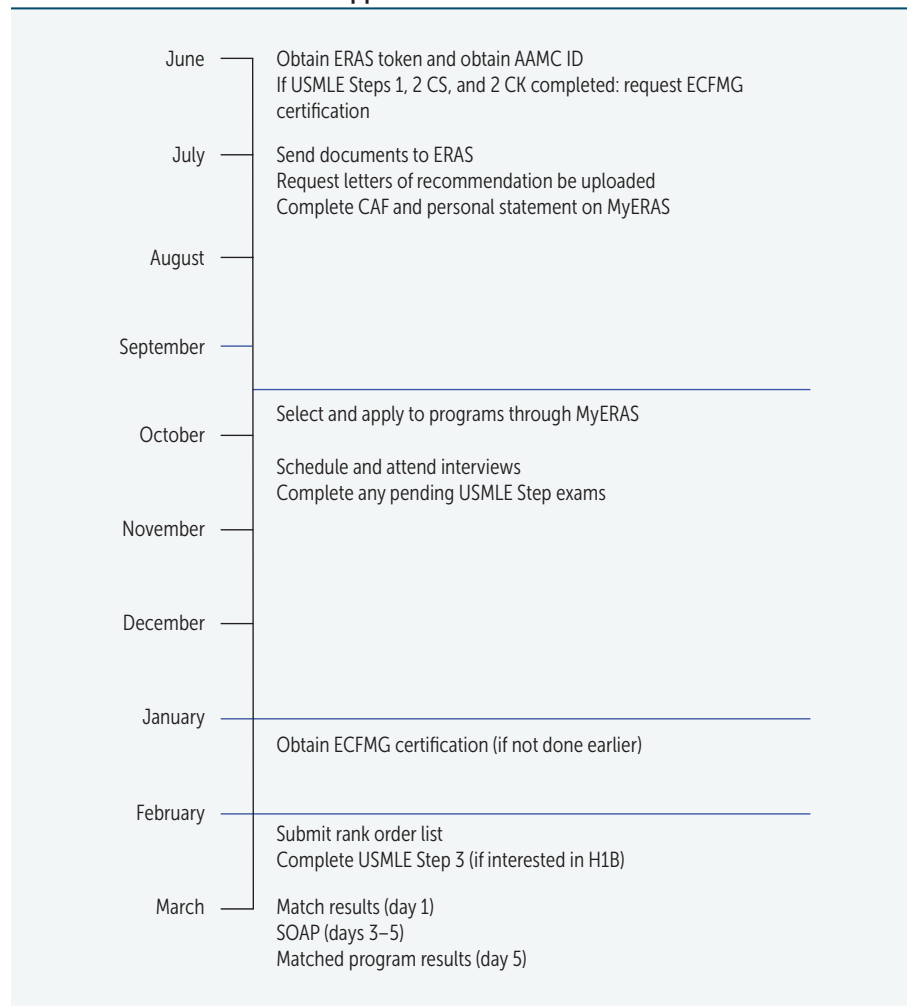 June
Obtain ERAS token and obtain AAMC ID
If USMLE Steps 1, 2 CS, and 2 CK completed: request ECFMG
certification
July
Send documents to ERAS
Request letters of recommendation be uploaded
Complete CAF and personal statement on MyERAS
August
September
Select and apply to programs through MyERAS
October
Schedule and attend interviews
Complete any pending USMLE Step exams
November
December
January
Obtain ECFMG certification (if not done earlier)
February
Submit rank order list
Complete USMLE Step 3 (if interested in H1B)
March
Match results (day 1)
SOAP (days 3–5)
Matched program results (day 5)